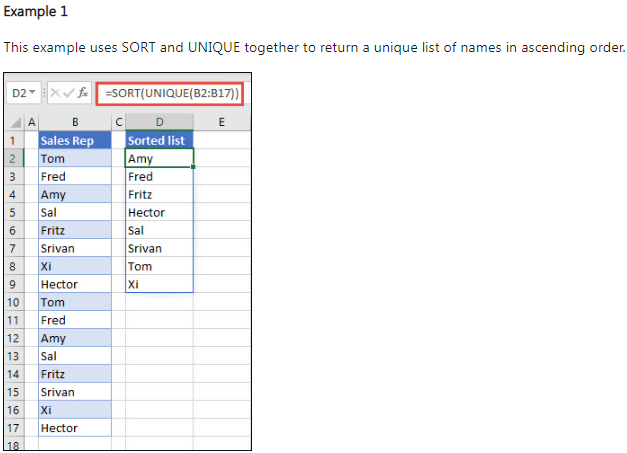 Example 1
This example uses SORT and UNIQUE together to return a unique list of names in ascending order.
D2 fx =SORT(UNIQUE(B2:B17))
A B C D E
1 Sales Rep Sorted list
2 Tom Amy
3 Fred Fred
4 Amy Fritz
5 Sal Hector
6 Fritz Sal
7 Srivan Srivan
8 Xi Tom
9 Hector Xi
10 Tom
11 Fred
12 Amy
13 Sal
14 Fritz
15 Srivan
16 Xi
17 Hector
18